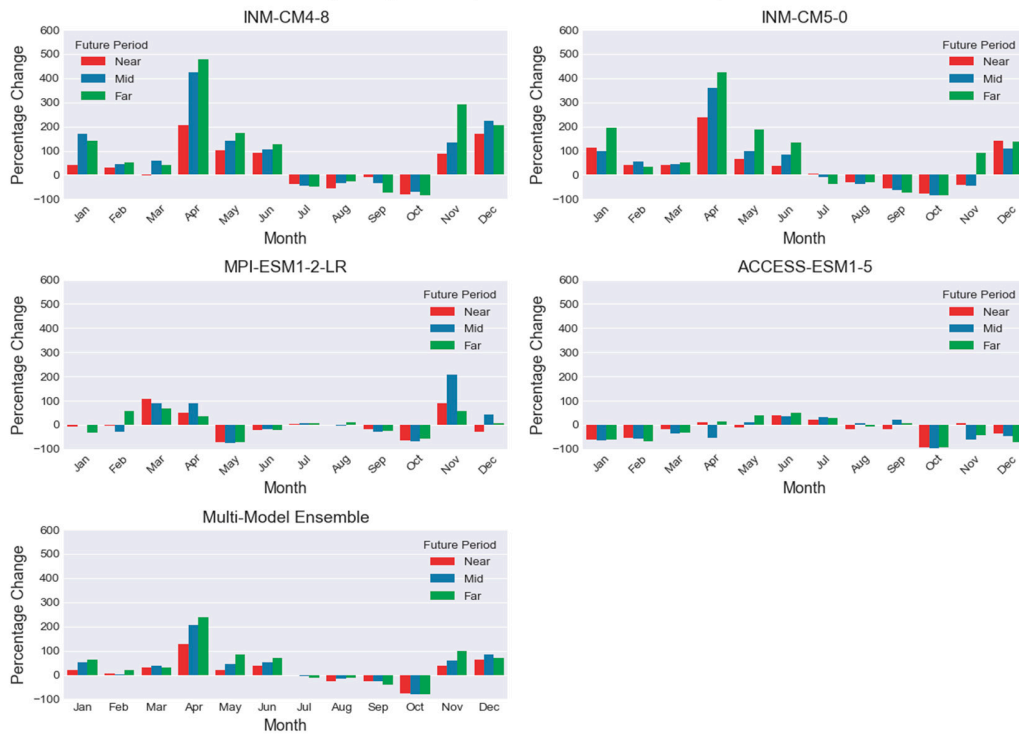 INM-CM4-8
Percentage Change
600
500
400
300
200
100
0
−100
Future Period
Near
Mid
Far
Jan Feb Mar Apr May Jun Jul Aug Sep Oct Nov Dec
Month
INM-CM5-0
Percentage Change
600
500
400
300
200
100
0
−100
Future Period
Near
Mid
Far
Jan Feb Mar Apr May Jun Jul Aug Sep Oct Nov Dec
Month
MPI-ESM1-2-LR
Percentage Change
600
500
400
300
200
100
0
−100
Future Period
Near
Mid
Far
Jan Feb Mar Apr May Jun Jul Aug Sep Oct Nov Dec
Month
ACCESS-ESM1-5
Percentage Change
600
500
400
300
200
100
0
−100
Future Period
Near
Mid
Far
Jan Feb Mar Apr May Jun Jul Aug Sep Oct Nov Dec
Month
Multi-Model Ensemble
Percentage Change
600
500
400
300
200
100
0
−100
Future Period
Near
Mid
Far
Jan Feb Mar Apr May Jun Jul Aug Sep Oct Nov Dec
Month